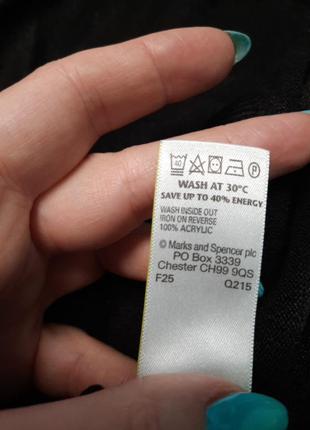 40 P
WASH AT 30°C
SAVE UP TO 40% ENERGY
WASH INSIDE OUT
IRON ON REVERSE
100% ACRYLIC
© Marks and Spencer plc
PO Box 3339
Chester CH99 9QS
F25 Q215